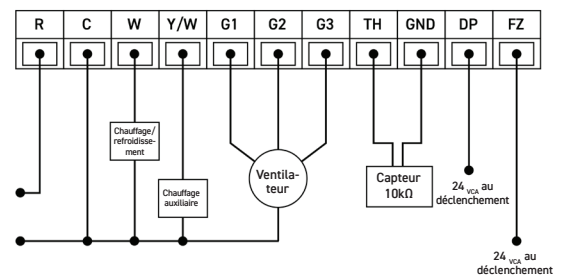 R C W Y/W G1 G2 G3 TH GND DP FZ
Chauffage/
refroidisse-
ment
Chauffage
auxiliaire
Ventila-
teur
Capteur
10kΩ
24 VCA au
déclenchement
24 VCA au
déclenchement